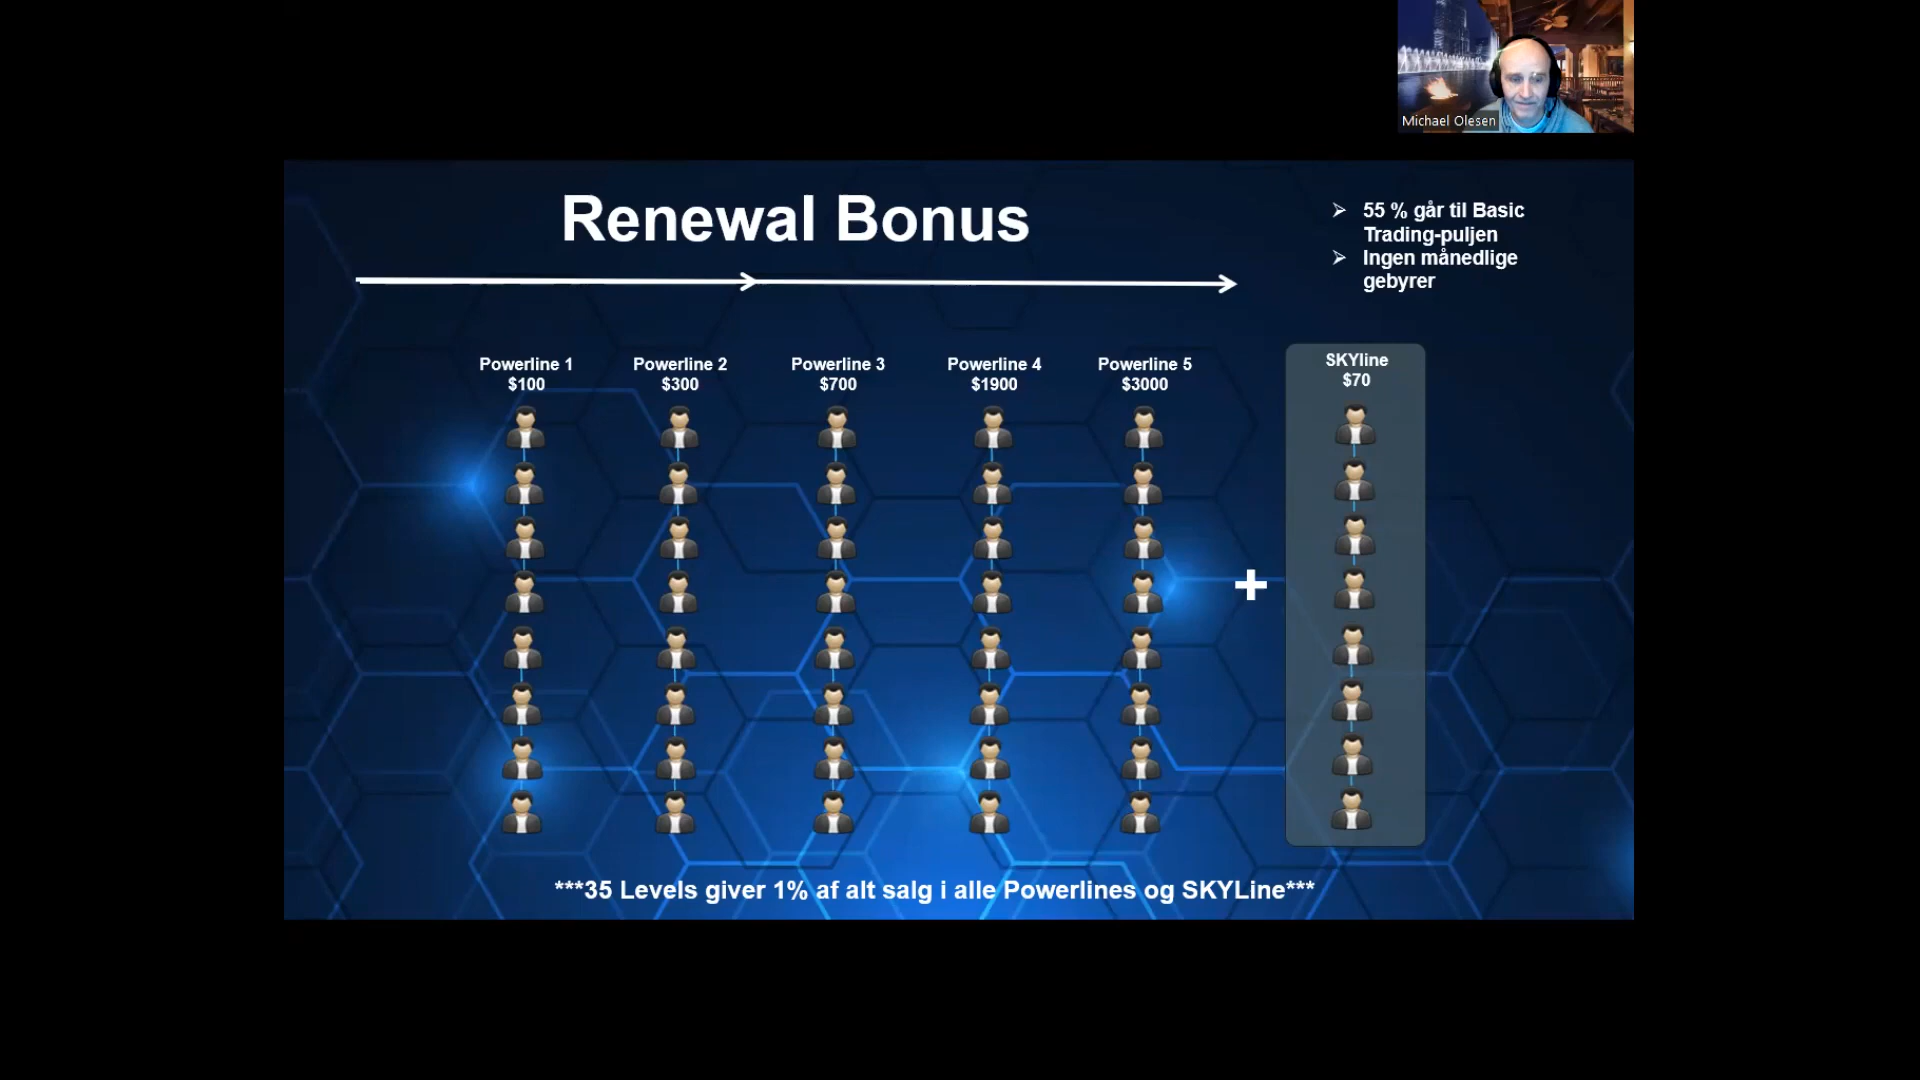 Michael Olesen
Renewal Bonus
➢ 55 % går til Basic
Trading-puljen
➢ Ingen månedlige
gebyrer
Powerline 1
$100
Powerline 2
$300
Powerline 3
$700
Powerline 4
$1900
Powerline 5
$3000
SKYline
$70
+
***35 Levels giver 1% af alt salg i alle Powerlines og SKYLine***